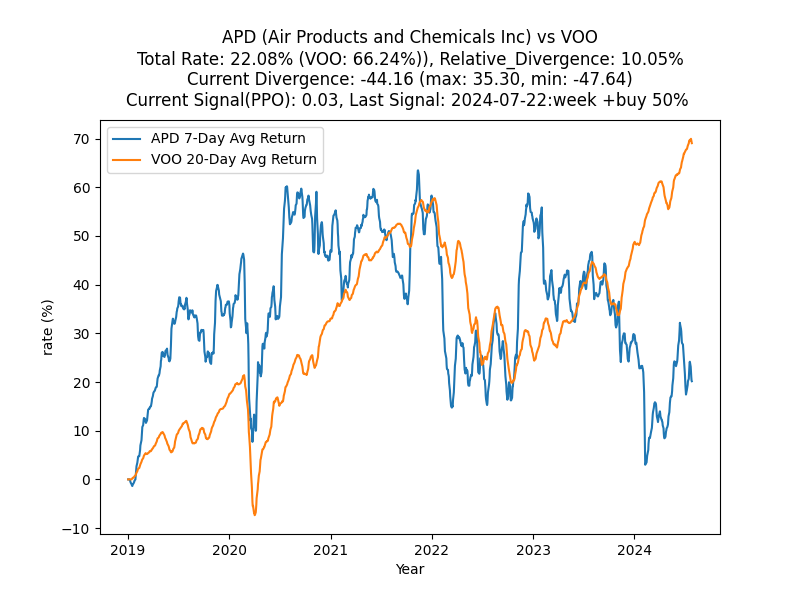 APD (Air Products and Chemicals Inc) vs VOO
Total Rate: 22.08% (VOO: 66.24%)), Relative_Divergence: 10.05%
Current Divergence: -44.16 (max: 35.30, min: -47.64)
Current Signal(PPO): 0.03, Last Signal: 2024-07-22:week +buy 50%
APD 7-Day Avg Return
VOO 20-Day Avg Return
70
60
50
40
30
20
10
0
−10
rate (%)
2019 2020 2021 2022 2023 2024
Year